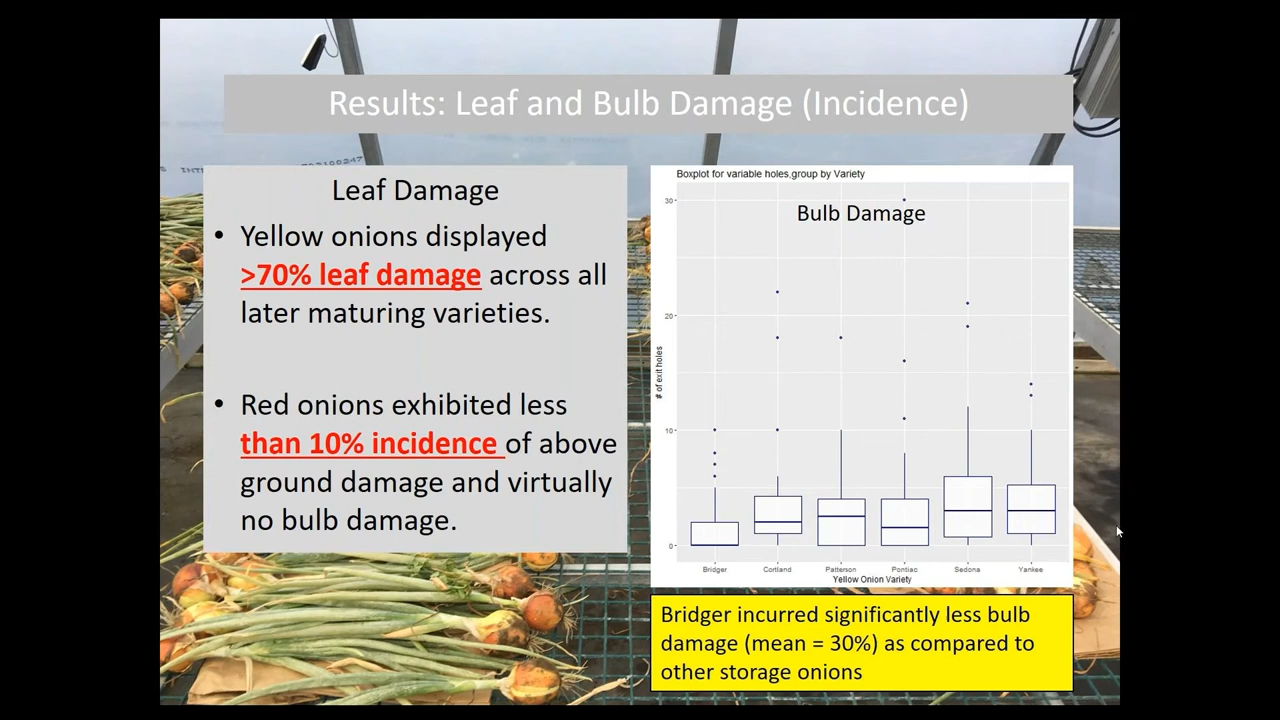 Results: Leaf and Bulb Damage (Incidence)
Leaf Damage
• Yellow onions displayed
>70% leaf damage across all
later maturing varieties.
• Red onions exhibited less
than 10% incidence of above
ground damage and virtually
no bulb damage.
Boxplot for variable holes,group by Variety
Bulb Damage
# of exit holes
30
20
10
0
Bridger Cortland Patterson Pontiac Sedona Yankee
Yellow Onion Variety
Bridger incurred significantly less bulb
damage (mean = 30%) as compared to
other storage onions